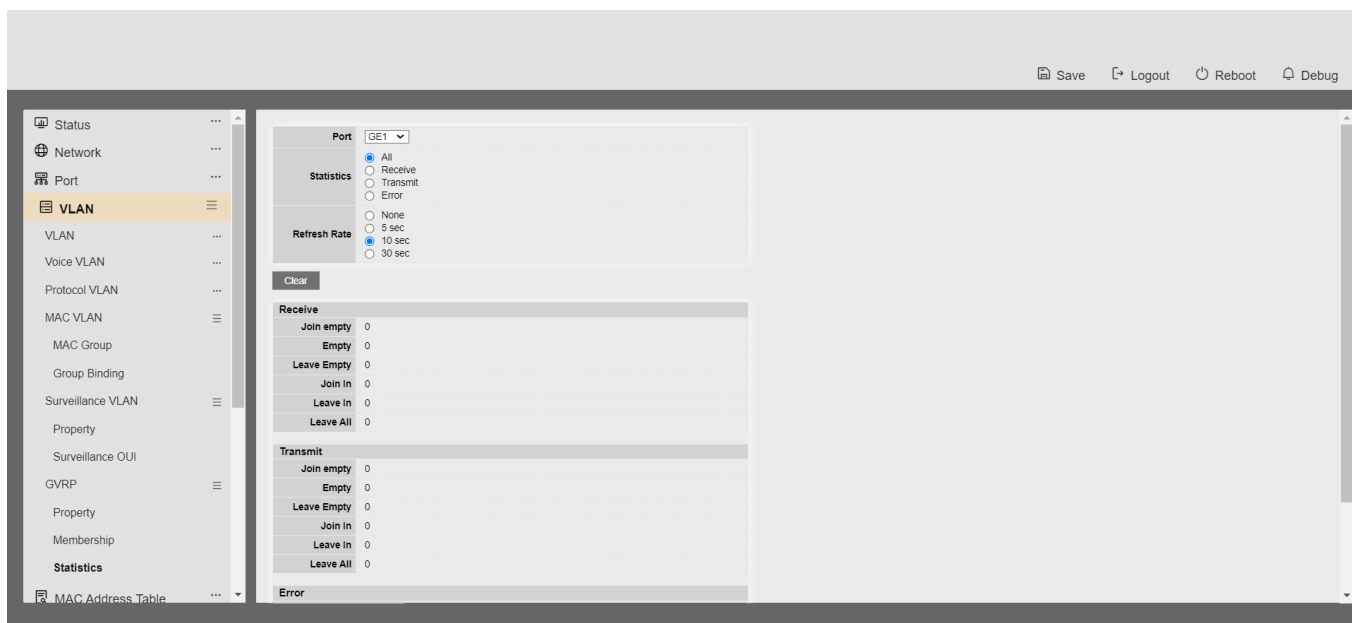 Save Logout Reboot Debug
Status ...
Network ...
Port ...
VLAN
VLAN ...
Voice VLAN ...
Protocol VLAN ...
MAC VLAN
MAC Group
Group Binding
Surveillance VLAN
Property
Surveillance OUI
GVRP
Property
Membership
Statistics
MAC Address Table ...
Port GE1
Statistics
All
Receive
Transmit
Error
Refresh Rate
None
5 sec
10 sec
30 sec
Clear
Receive
Join empty 0
Empty 0
Leave Empty 0
Join In 0
Leave In 0
Leave All 0
Transmit
Join empty 0
Empty 0
Leave Empty 0
Join In 0
Leave In 0
Leave All 0
Error